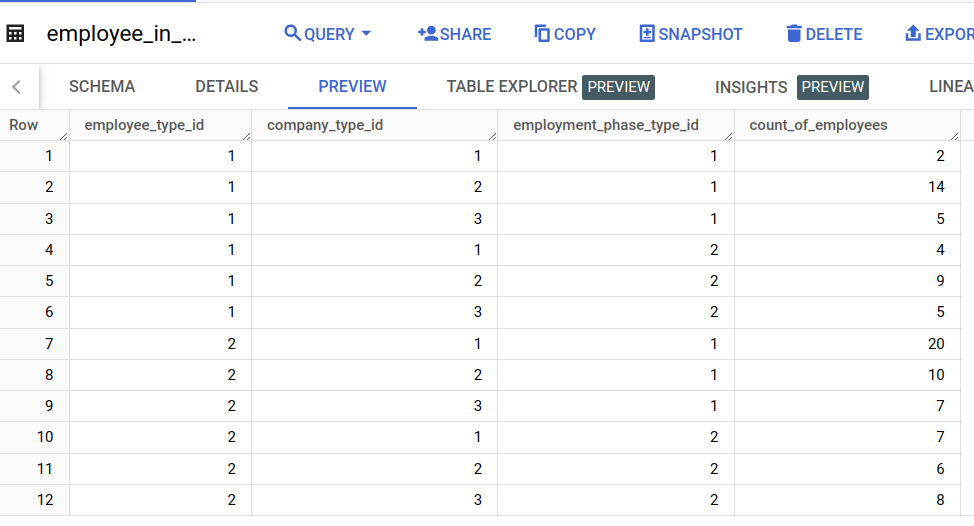 employee_in_... QUERY SHARE COPY SNAPSHOT DELETE EXPOR
SCHEMA DETAILS PREVIEW TABLE EXPLORER PREVIEW INSIGHTS PREVIEW LINEA
Row employee_type_id company_type_id employment_phase_type_id count_of_employees
1 1 1 1 2
2 1 2 1 14
3 1 3 1 5
4 1 1 2 4
5 1 2 2 9
6 1 3 2 5
7 2 1 1 20
8 2 2 1 10
9 2 3 1 7
10 2 1 2 7
11 2 2 2 6
12 2 3 2 8